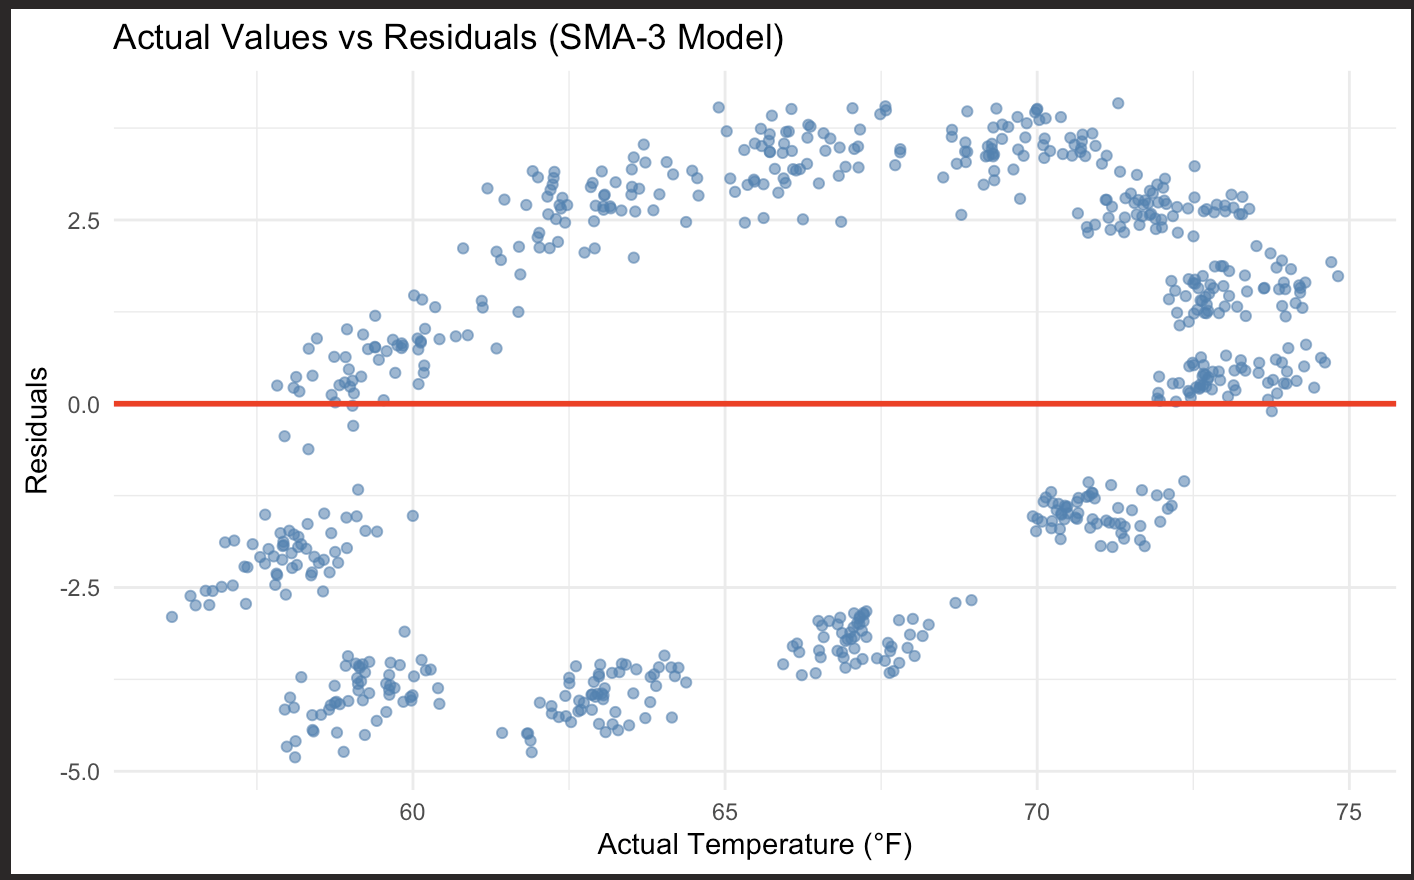 Actual Values vs Residuals (SMA-3 Model)
Residuals
2.5
0.0
-2.5
-5.0
60 65 70 75
Actual Temperature (°F)